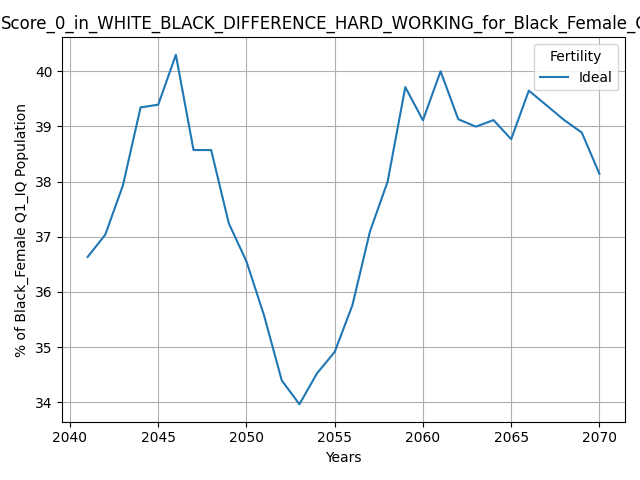 Score_0_in_WHITE_BLACK_DIFFERENCE_HARD_WORKING_for_Black_Female_
Fertility
Ideal
% of Black_Female Q1_IQ Population
40
39
38
37
36
35
34
2040
2045
2050
2055
2060
2065
2070
Years